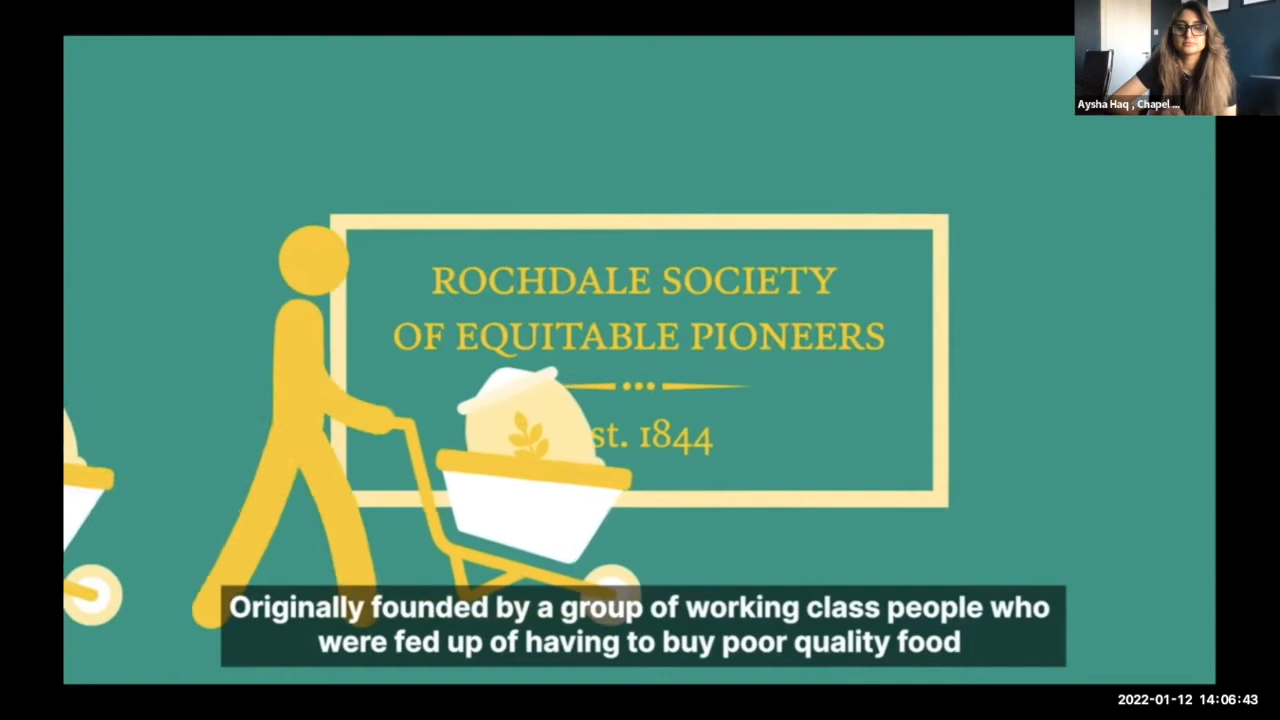 Aysha Haq , Chapel ...
ROCHDALE SOCIETY
OF EQUITABLE PIONEERS
st. 1844
Originally founded by a group of working class people who
were fed up of having to buy poor quality food
2022-01-12 14:06:43